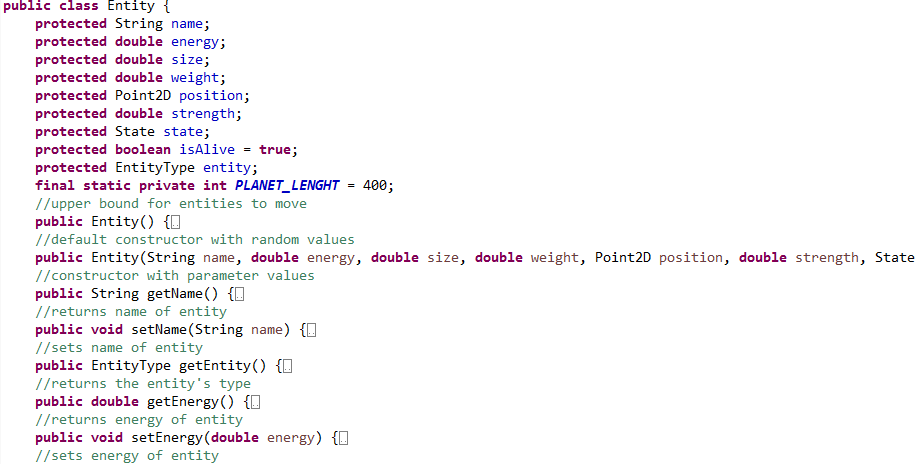 public class Entity {
protected String name;
protected double energy;
protected double size;
protected double weight;
protected Point2D position;
protected double strength;
protected State state;
protected boolean isAlive = true;
protected EntityType entity;
final static private int PLANET_LENGHT = 400;
//upper bound for entities to move
public Entity() {
//default constructor with random values
public Entity(String name, double energy, double size, double weight, Point2D position, double strength, State
//constructor with parameter values
public String getName() {
//returns name of entity
public void setName(String name) {
//sets name of entity
public EntityType getEntity() {
//returns the entity's type
public double getEnergy() {
//returns energy of entity
public void setEnergy(double energy) {
//sets energy of entity